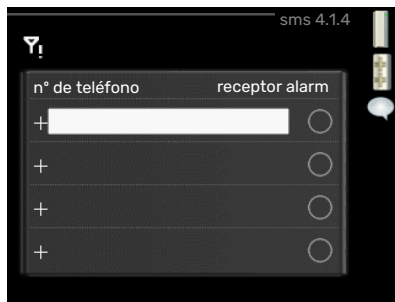 sms 4.1.4
n° de teléfono receptor alarm
+
+
+
+